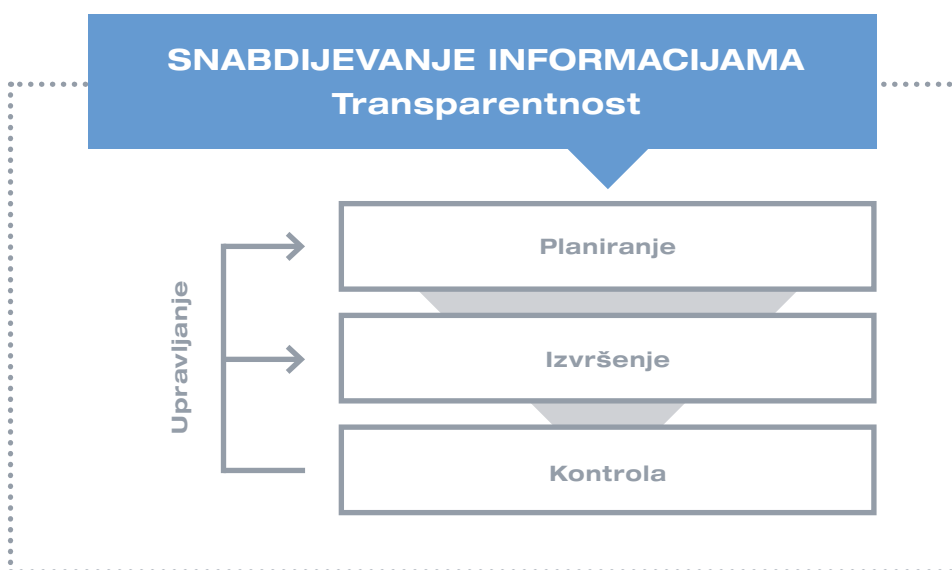 SNABDIJEVANJE INFORMACIJAMA
Transparentnost
Planiranje
Upravljanje
Izvršenje
Kontrola